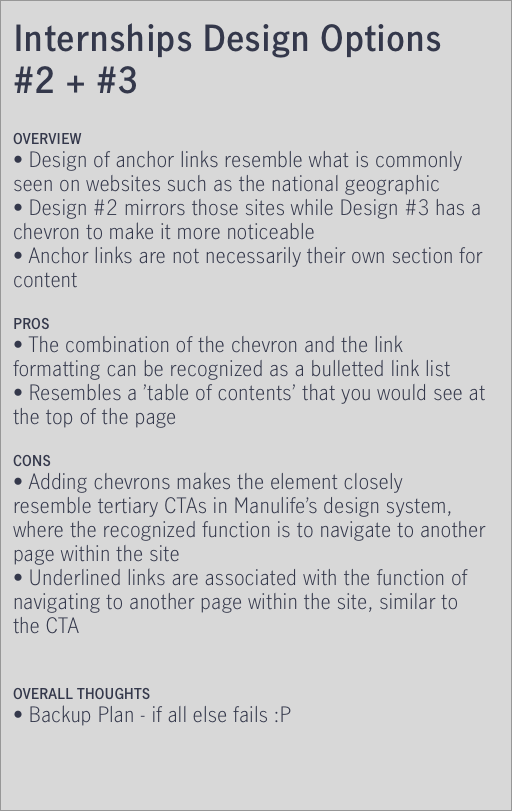 Internships Design Options
#2 + #3
OVERVIEW
• Design of anchor links resemble what is commonly
seen on websites such as the national geographic
• Design #2 mirrors those sites while Design #3 has a
chevron to make it more noticeable
• Anchor links are not necessarily their own section for
content
PROS
• The combination of the chevron and the link
formatting can be recognized as a bulletted link list
• Resembles a 'table of contents' that you would see at
the top of the page
CONS
• Adding chevrons makes the element closely
resemble tertiary CTAs in Manulife's design system,
where the recognized function is to navigate to another
page within the site
• Underlined links are associated with the function of
navigating to another page within the site, similar to
the CTA
OVERALL THOUGHTS
• Backup Plan - if all else fails :P